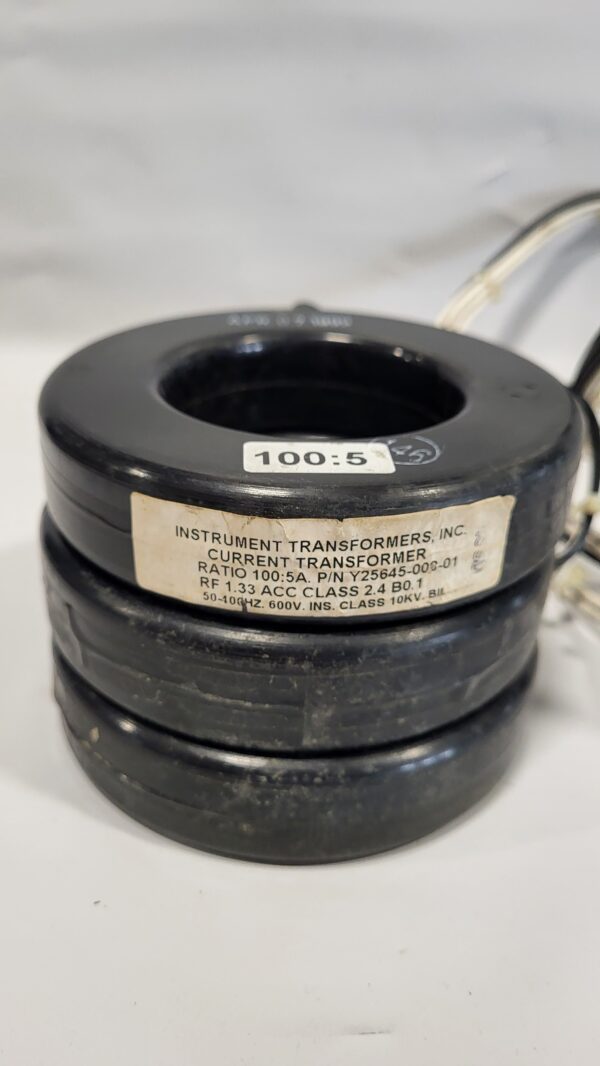 100:5
INSTRUMENT TRANSFORMERS, INC.
CURRENT TRANSFORMER
RATIO 100:5A. P/N Y25645-008-01
RF 1.33 ACC CLASS 2.4 B0.1
50-400HZ. 600V. INS. CLASS 10KV. BIL